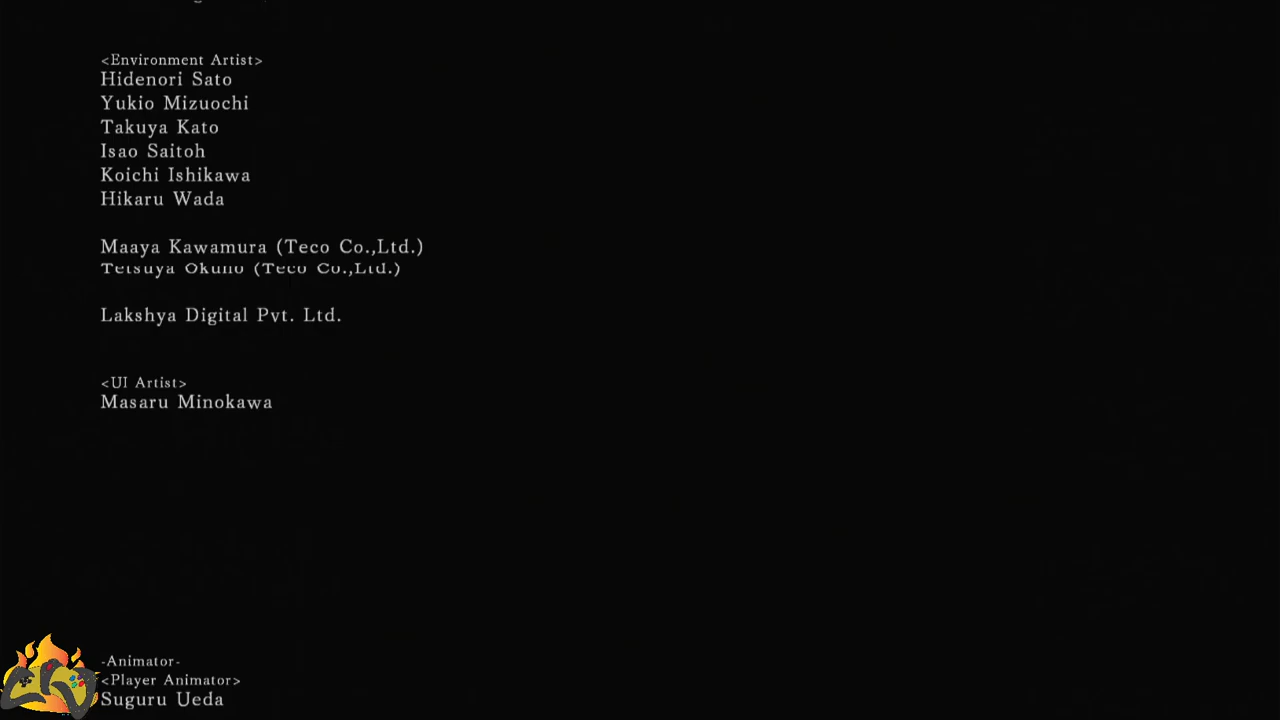 <Environment Artist>
Hidenori Sato
Yukio Mizuochi
Takuya Kato
Isao Saitoh
Koichi Ishikawa
Hikaru Wada
Maaya Kawamura (Teco Co.,Ltd.)
Tetsuya Okuno (Teco Co.,Ltd.)
Lakshya Digital Pvt. Ltd.
<UI Artist>
Masaru Minokawa
-Animator-
<Player Animator>
Suguru Ueda